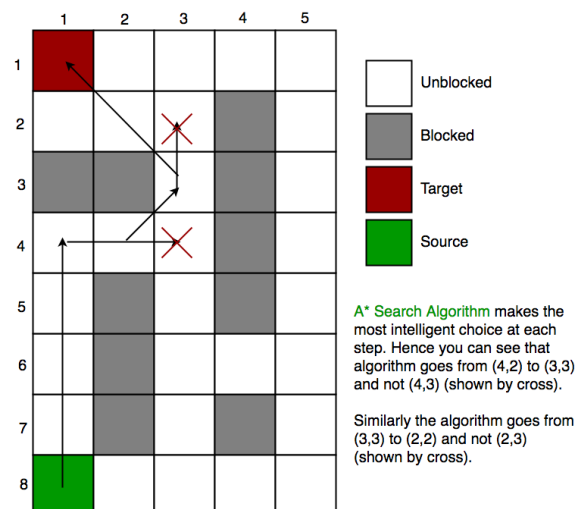 1 2 3 4 5
1
2
3
4
5
6
7
8
Unblocked
Blocked
Target
Source
A* Search Algorithm makes the
most intelligent choice at each
step. Hence you can see that
algorithm goes from (4,2) to (3,3)
and not (4,3) (shown by cross).
Similarly the algorithm goes from
(3,3) to (2,2) and not (2,3)
(shown by cross).